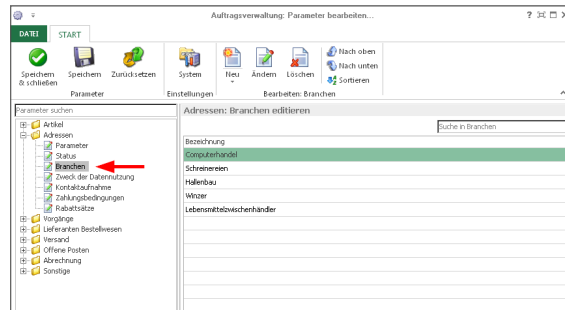 Auftragsverwaltung: Parameter bearbeiten...
DATEI START
Speichern & schließen
Speichern
Zurücksetzen
System
Neu
Ändern
Löschen
Nach oben
Nach unten
Sortieren
Parameter
Einstellungen
Bearbeiten: Branchen
Parameter suchen
Artikel
Adressen
Parameter
Status
Branchen
Zweck der Datennutzung
Kontaktaufnahme
Zahlungsbedingungen
Rabattsätze
Vorgänge
Lieferanten Bestellwesen
Versand
Offene Posten
Abrechnung
Sonstige
Adressen: Branchen editieren
Suche in Branchen
Bezeichnung
Computerhandel
Schreinereien
Hallenbau
Winzer
Lebensmittelzwischenhändler